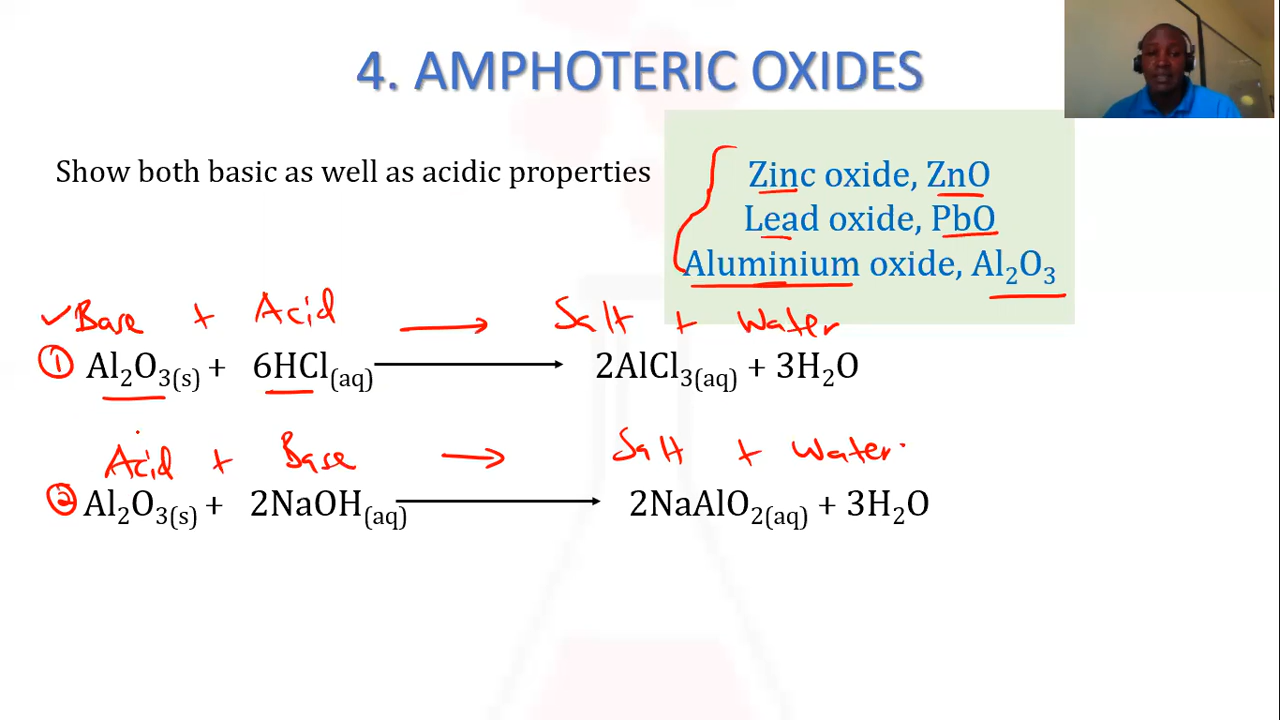 4. AMPHOTERIC OXIDES
Show both basic as well as acidic properties
Zinc oxide, ZnO
Lead oxide, PbO
Aluminium oxide, Al₂O₃
✓Base + Acid → Salt + Water
① Al₂O₃(s) + 6HCl(aq) → 2AlCl₃(aq) + 3H₂O
Acid + Base → Salt + Water
② Al₂O₃(s) + 2NaOH(aq) → 2NaAlO₂(aq) + 3H₂O